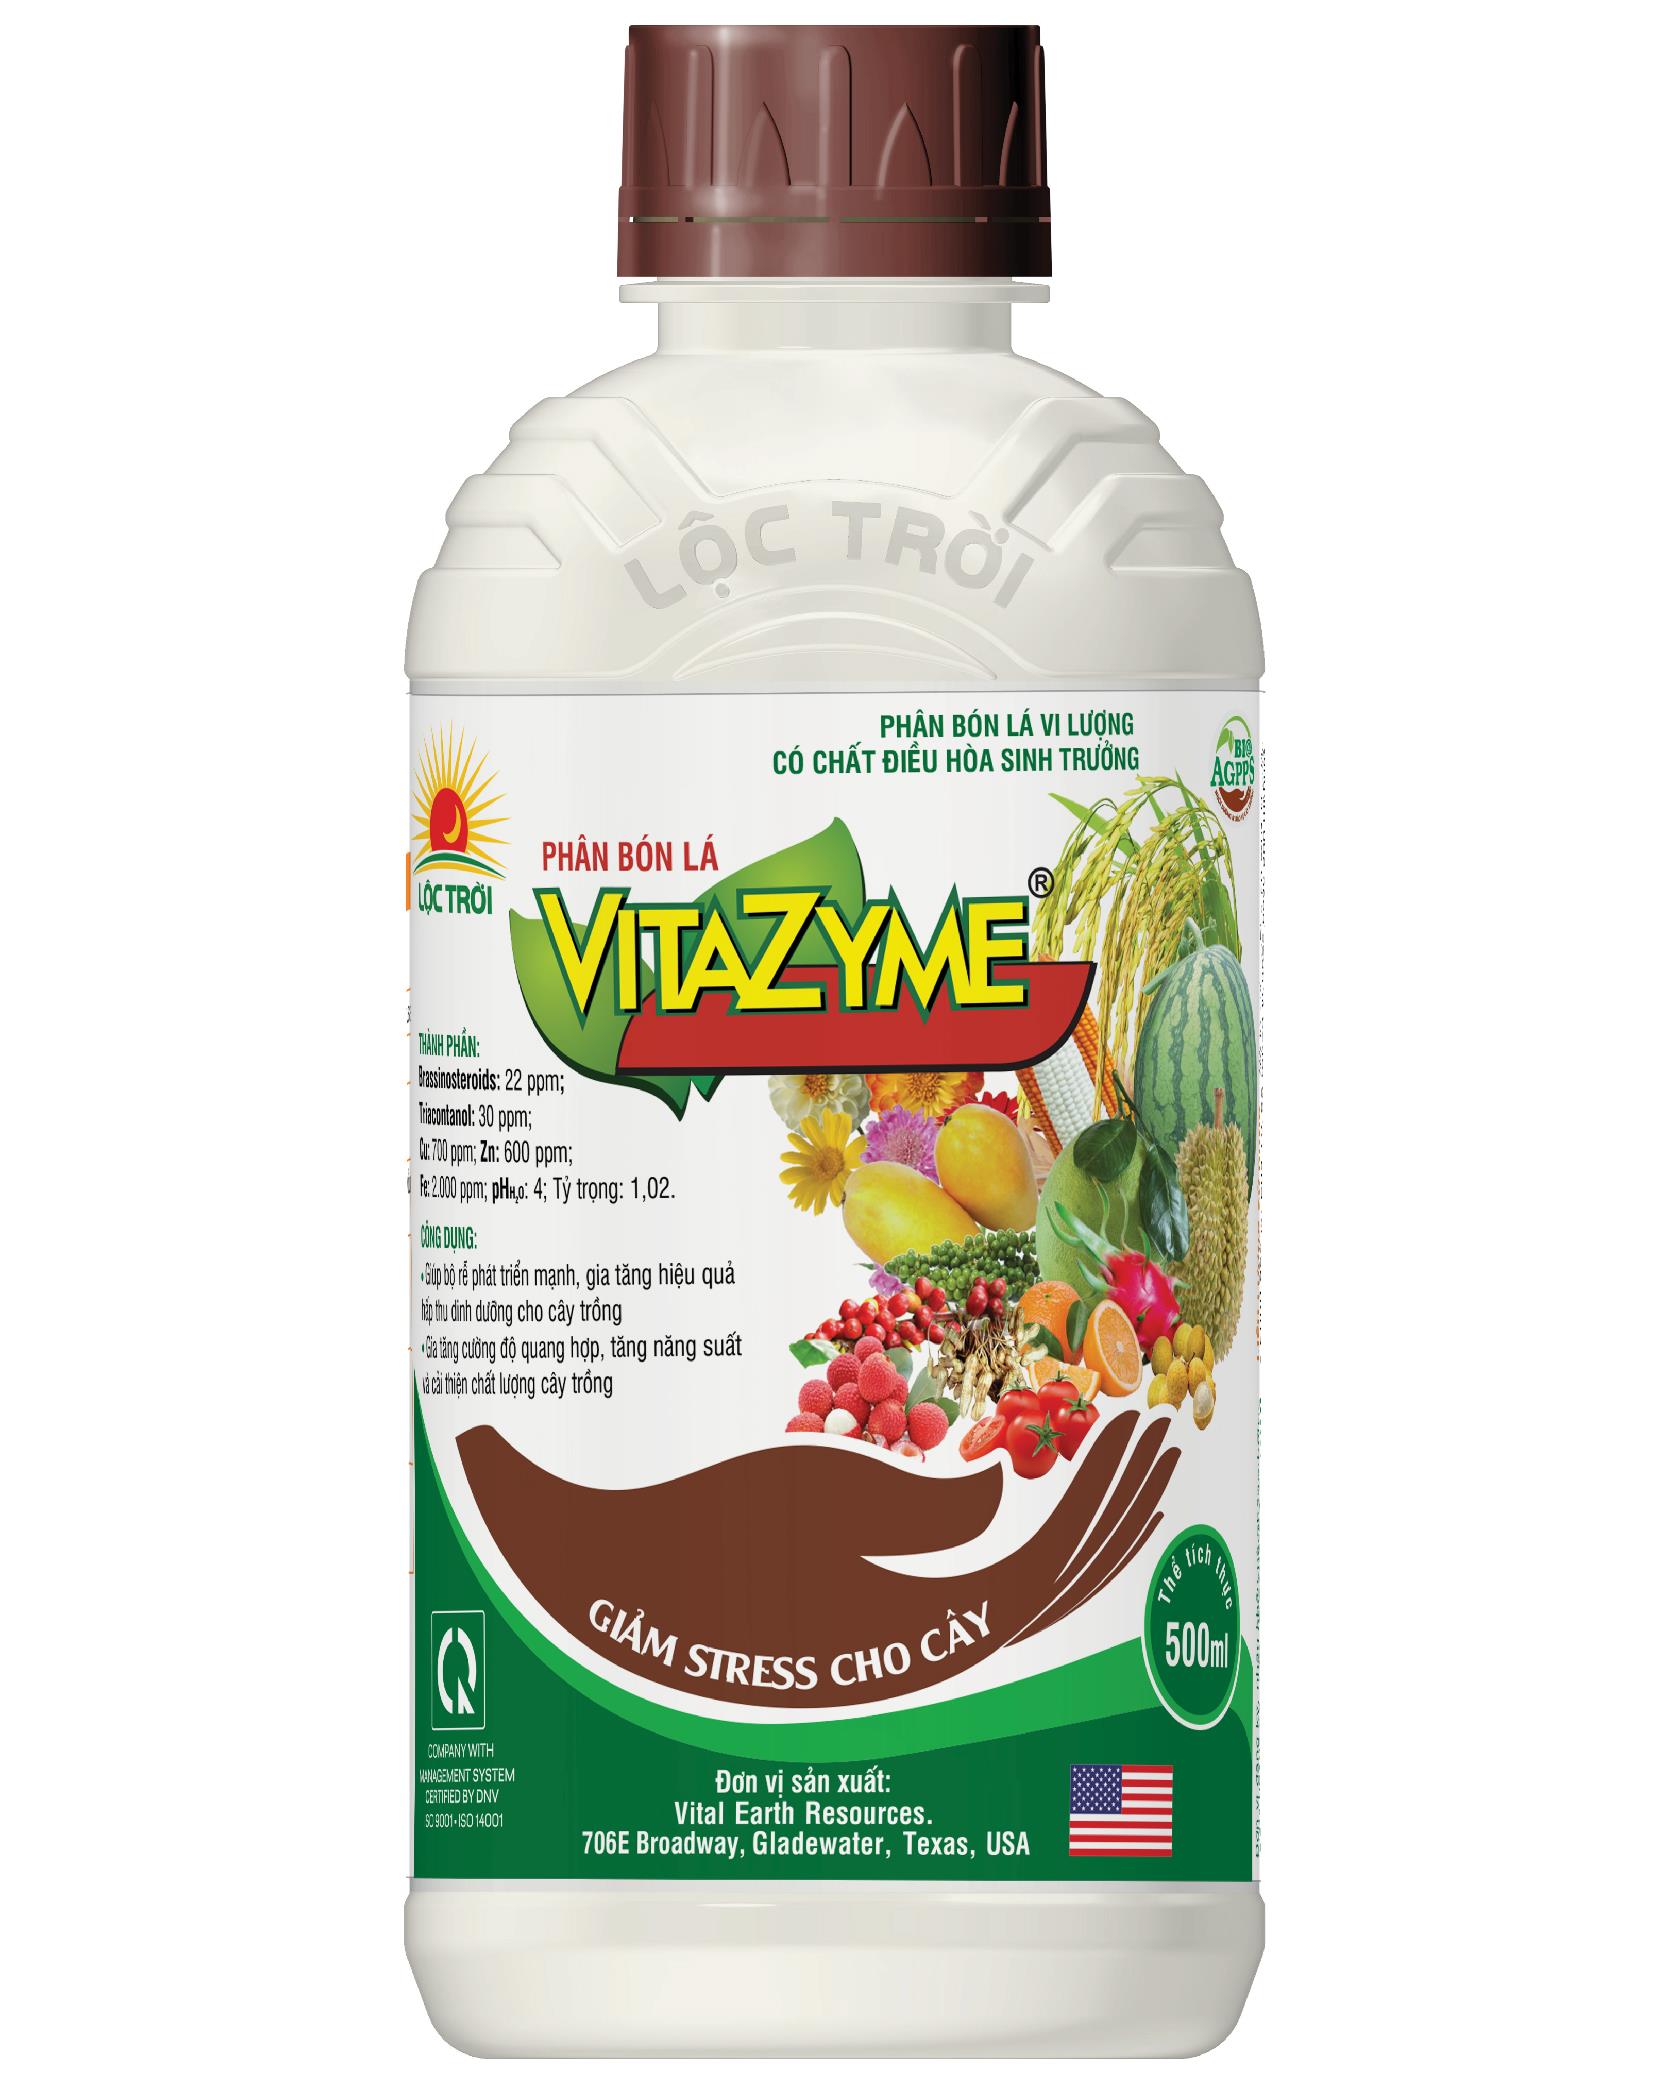 LỘC TRỜI
PHÂN BÓN LÁ VI LƯỢNG
CÓ CHẤT ĐIỀU HÒA SINH TRƯỞNG
BIO
AGPPS
LỘC TRỜI
PHÂN BÓN LÁ
VITAZYME®
THÀNH PHẦN:
Brassinosteroids: 22 ppm;
Triacontanol: 30 ppm;
Cu: 700 ppm; Zn: 600 ppm;
Fe: 2.000 ppm; pHH₂O: 4; Tỷ trọng: 1,02.
CÔNG DỤNG:
•Giúp bộ rễ phát triển mạnh, gia tăng hiệu quả
hấp thu dinh dưỡng cho cây trồng
•Gia tăng cường độ quang hợp, tăng năng suất
và cải thiện chất lượng cây trồng
GIẢM STRESS CHO CÂY
Thể tích thực
500ml
COMPANY WITH
MANAGEMENT SYSTEM
CERTIFIED BY DNV
ISO 9001•ISO 14001
Đơn vị sản xuất:
Vital Earth Resources.
706E Broadway, Gladewater, Texas, USA